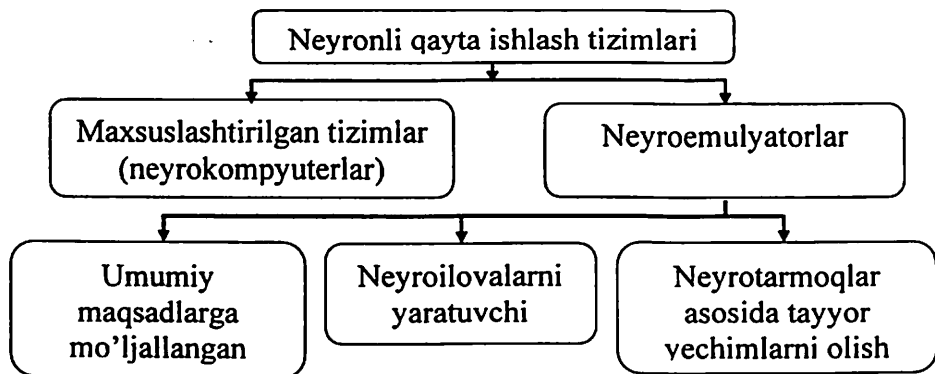 Neyronli qayta ishlash tizimlari
Maxsuslashtirilgan tizimlar
(neyrokompyuterlar)
Neyroemulyatorlar
Umumiy
maqsadlarga
mo'ljallangan
Neyroilovalarni
yaratuvchi
Neyrotarmoqlar
asosida tayyor
yechimlarni olish